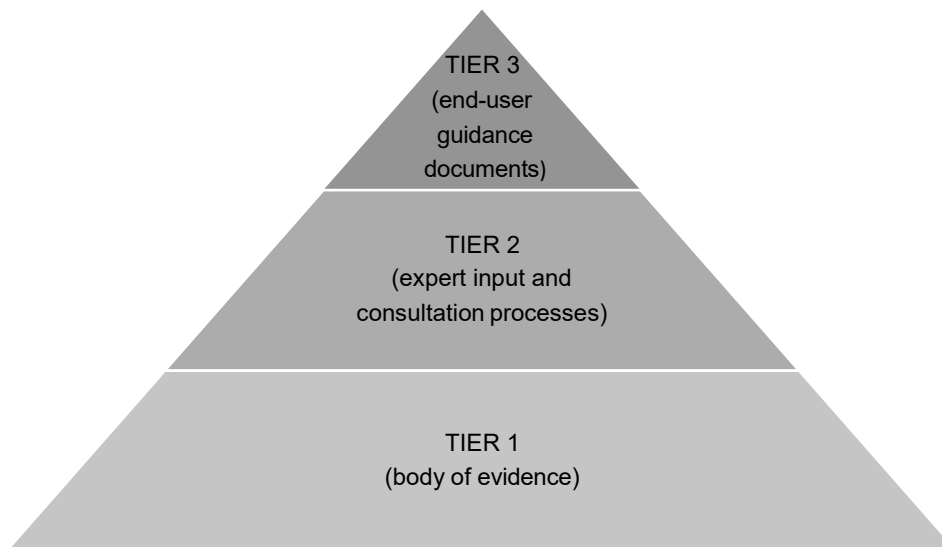 TIER 3
(end-user
guidance
documents)
TIER 2
(expert input and
consultation processes)
TIER 1
(body of evidence)